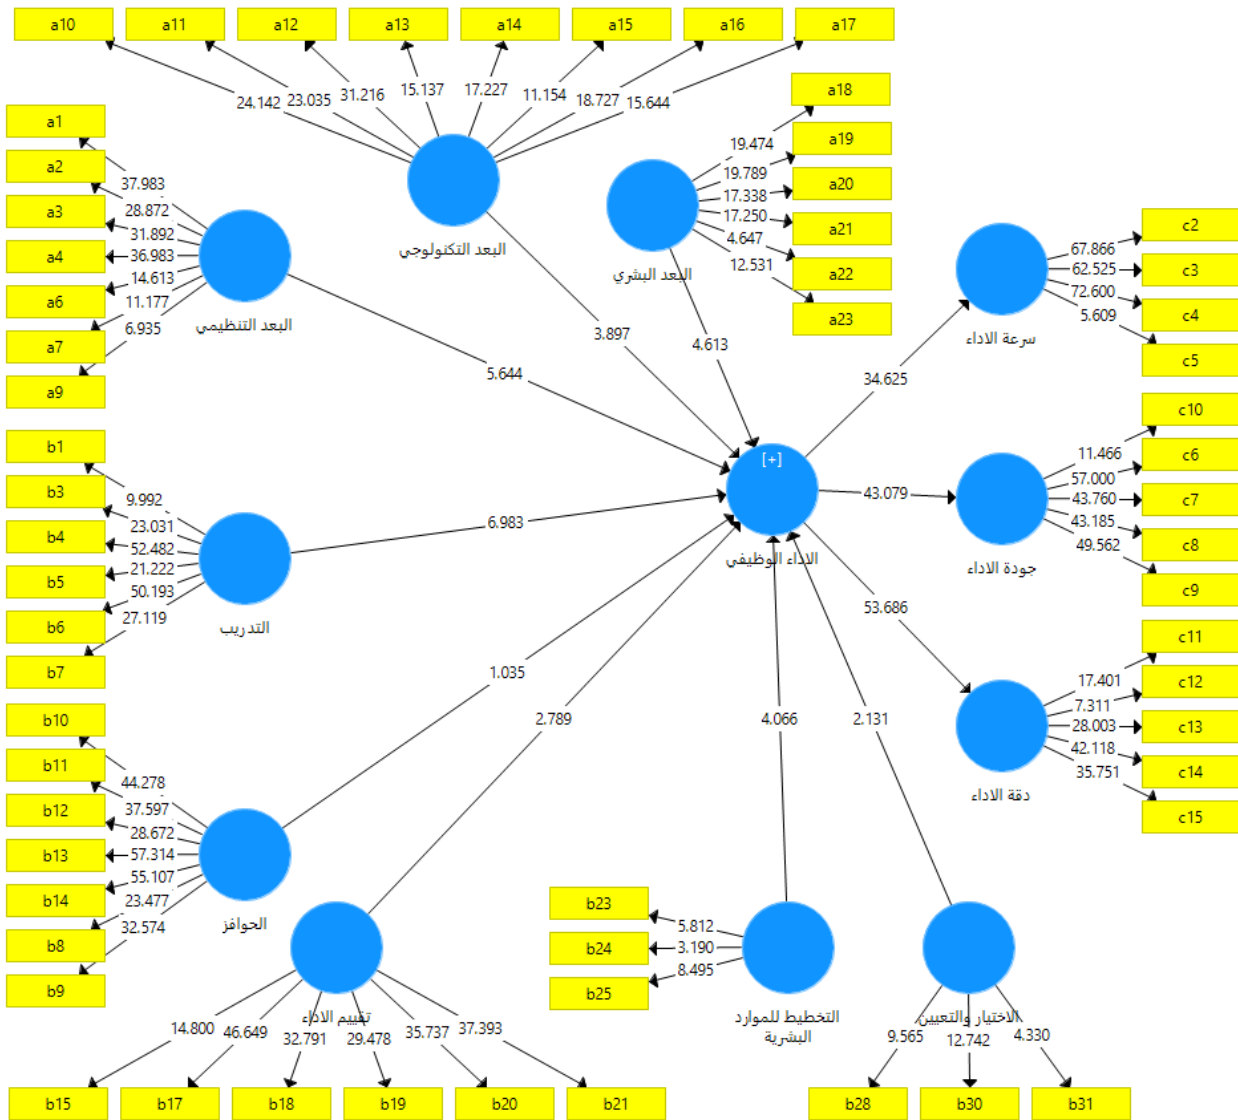 a10
a11
a12
a13
a14
a15
a16
a17
24.142
23.035
31.216
15.137
17.227
11.154
18.727
15.644
البعد التكنولوجي
3.897
a18
a19
a20
a21
a22
a23
19.474
19.789
17.338
17.250
4.647
12.531
البعد البشري
4.613
a1
a2
a3
a4
a6
a7
a9
37.983
28.872
31.892
36.983
14.613
11.177
6.935
البعد التنظيمي
5.644
b1
b3
b4
b5
b6
b7
9.992
23.031
52.482
21.222
50.193
27.119
التدريب
6.983
b10
b11
b12
b13
b14
b8
b9
44.278
37.597
28.672
57.314
55.107
23.477
32.574
الحوافز
1.035
تقييم الاداء
2.789
14.800
46.649
32.791
29.478
35.737
37.393
b15
b17
b18
b19
b20
b21
b23
b24
b25
5.812
3.190
8.495
التخطيط للموارد
البشرية
4.066
الاختيار والتعيين
2.131
9.565
12.742
4.330
b28
b30
b31
[+]
الاداء الوظيفي
34.625
43.079
53.686
سرعة الاداء
67.866
62.525
72.600
5.609
c2
c3
c4
c5
جودة الاداء
11.466
57.000
43.760
43.185
49.562
c10
c6
c7
c8
c9
دقة الاداء
17.401
7.311
28.003
42.118
35.751
c11
c12
c13
c14
c15